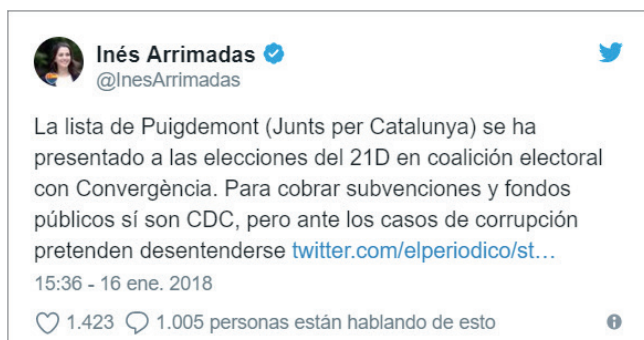 Inés Arrimadas
@InesArrimadas
La lista de Puigdemont (Junts per Catalunya) se ha
presentado a las elecciones del 21D en coalición electoral
con Convergència. Para cobrar subvenciones y fondos
públicos sí son CDC, pero ante los casos de corrupción
pretenden desentenderse twitter.com/elperiodico/st…
15:36 - 16 ene. 2018
1.423 1.005 personas están hablando de esto